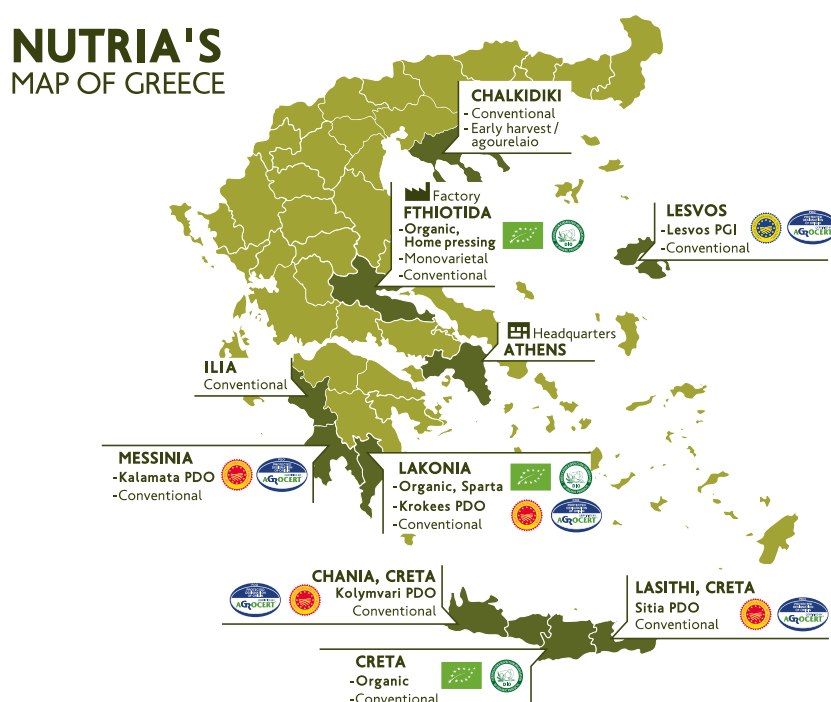 NUTRIA'S
MAP OF GREECE
CHALKIDIKI
- Conventional
- Early harvest /
agourelaio
Factory
FTHIOTIDA
-Organic,
Home pressing
-Monovarietal
-Conventional
LESVOS
-Lesvos PGI
-Conventional
AGROCERT
Headquarters
ATHENS
ILIA
Conventional
MESSINIA
-Kalamata PDO
-Conventional
AGROCERT
LAKONIA
-Organic, Sparta
-Krokees PDO
-Conventional
AGROCERT
CHANIA, CRETA
Kolymvari PDO
Conventional
AGROCERT
LASITHI, CRETA
Sitia PDO
Conventional
AGROCERT
CRETA
-Organic
-Conventional